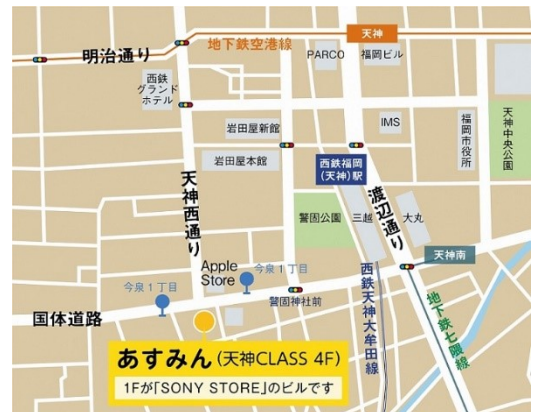 天神
地下鉄空港線
明治通り
PARCO
福岡ビル
西鉄
グランド
ホテル
天神中央公園
IMS
福岡市役所
岩田屋新館
岩田屋本館
西鉄福岡
(天神)駅
天神西通り
渡辺通り
警固公園
三越
大丸
天神南
Apple
Store
今泉1丁目
今泉1丁目
警固神社前
西鉄天神大牟田線
地下鉄七隈線
国体道路
あすみん(天神CLASS 4F)
1Fが「SONY STORE」のビルです